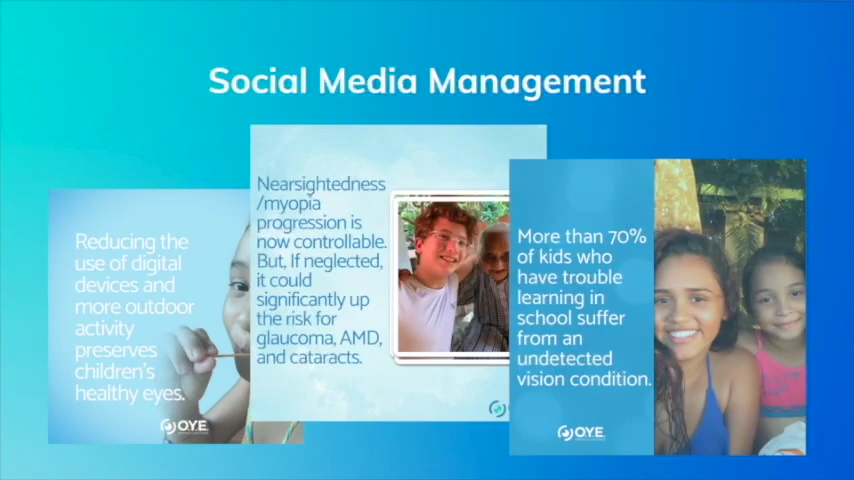 Social Media Management
Reducing the
use of digital
devices and
more outdoor
activity
preserves
children's
healthy eyes.
O.Y.E.
Nearsightedness
/myopia
progression is
now controllable.
But, If neglected,
it could
significantly up
the risk for
glaucoma, AMD,
and cataracts.
More than 70%
of kids who
have trouble
learning in
school suffer
from an
undetected
vision condition.
O.Y.E.